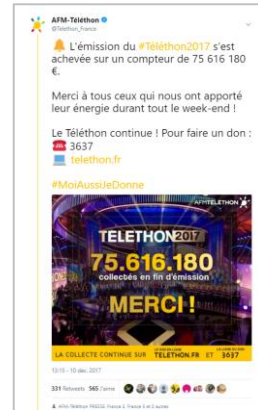 AFM-Téléthon
@Telethon_France
L'émission du #Téléthon2017 s'est
achevée sur un compteur de 75 616 180
€.
Merci à tous ceux qui nous ont apporté
leur énergie durant tout le week-end !
Le Téléthon continue ! Pour faire un don :
3637
telethon.fr
#MoiAussiJeDonne
AFMTELETHON
TELETHON2017
75.616.180
collectés en fin d'émission
MERCI !
LA COLLECTE CONTINUE SUR TELETHON.FR ET 3637
13:15 - 10 déc. 2017
331 Retweets 565 J'aime